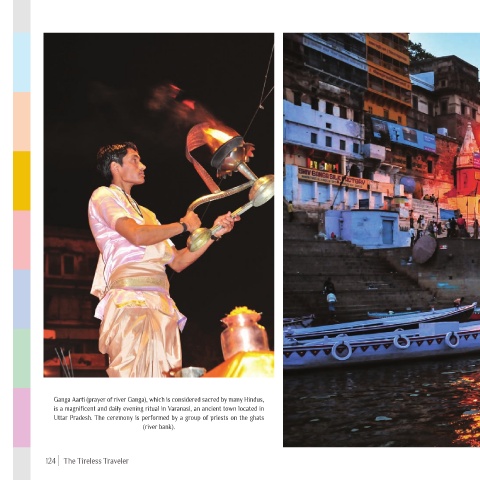 Ganga Aarti (prayer of river Ganga), which is considered sacred by many Hindus,
is a magnificent and daily evening ritual in Varanasi, an ancient town located in
Uttar Pradesh. The ceremony is performed by a group of priests on the ghats
(river bank).
124 | The Tireless Traveler